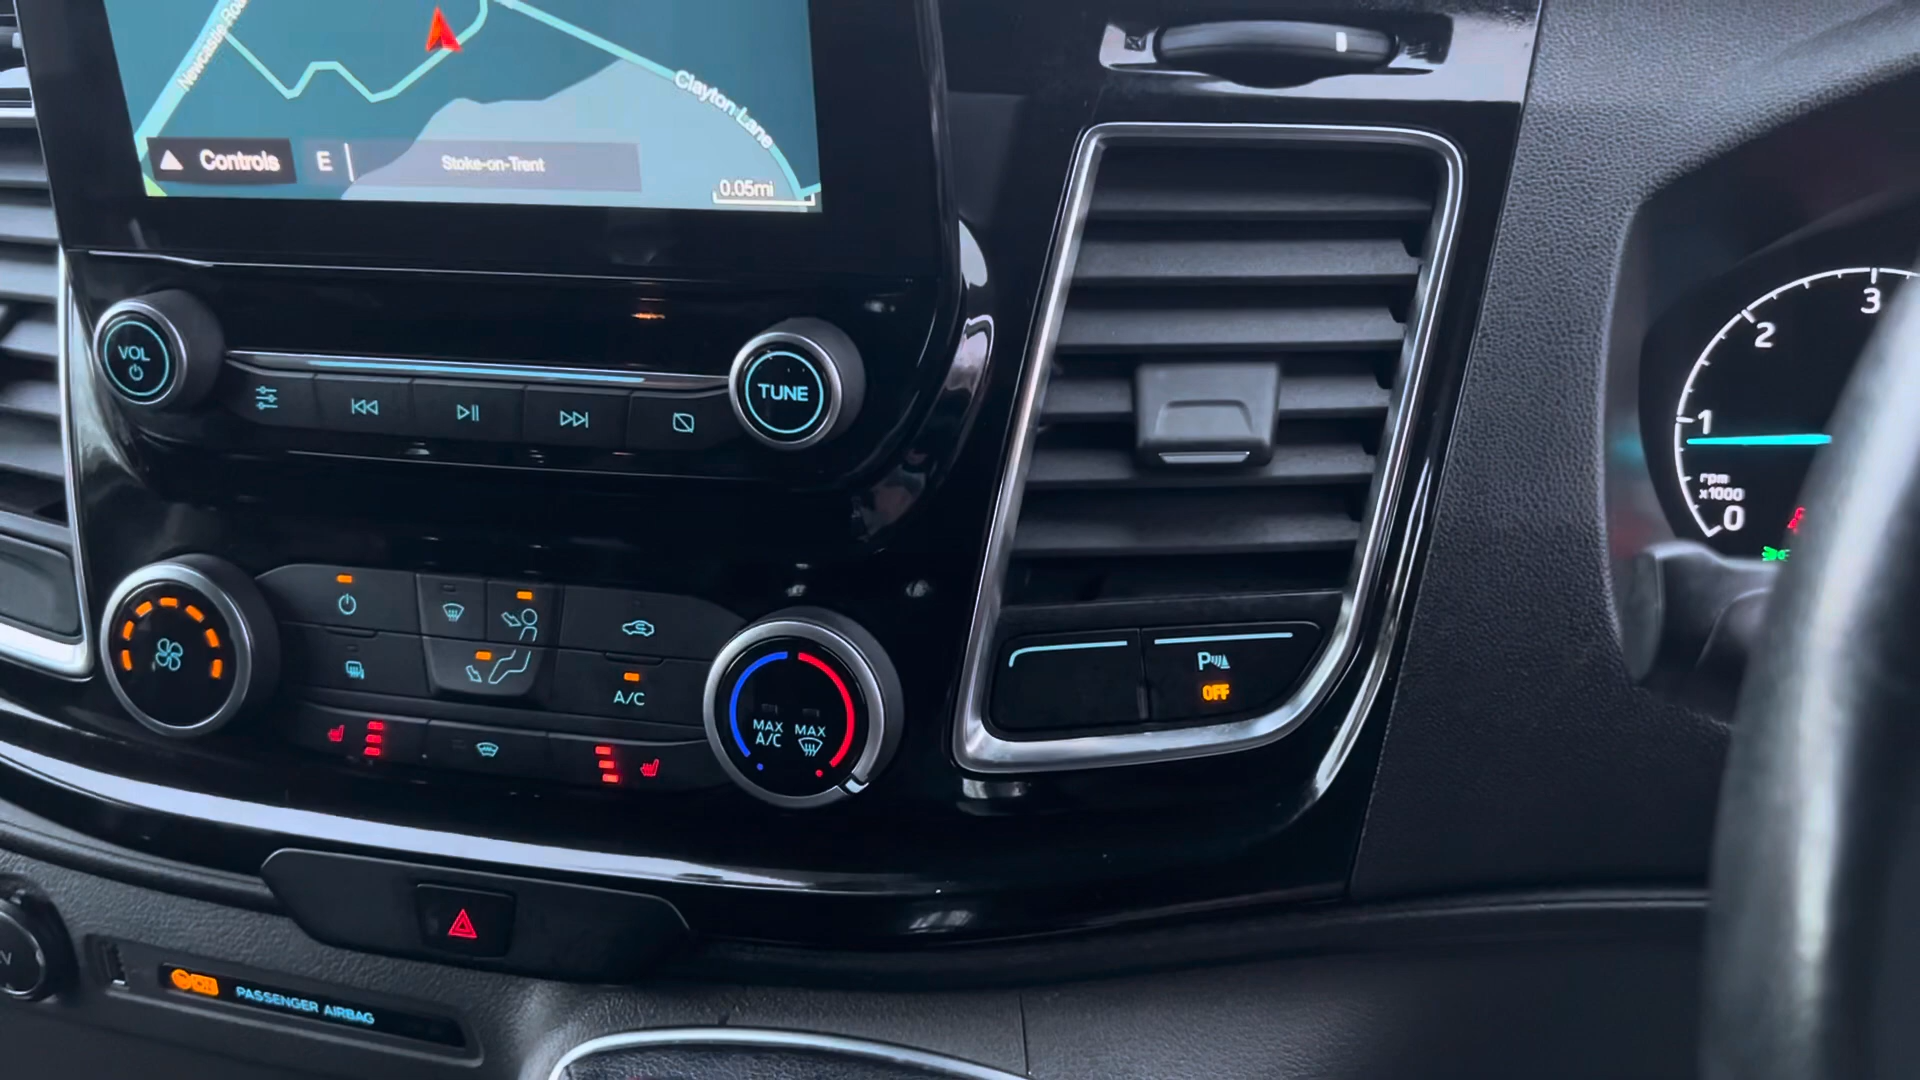 Newcastle Road
Clayton Lane
Controls
E
Stoke-on-Trent
0.05mi
VOL
TUNE
3
2
1
rpm
x1000
0
A/C
MAX
A/C
MAX
P
OFF
PASSENGER AIRBAG